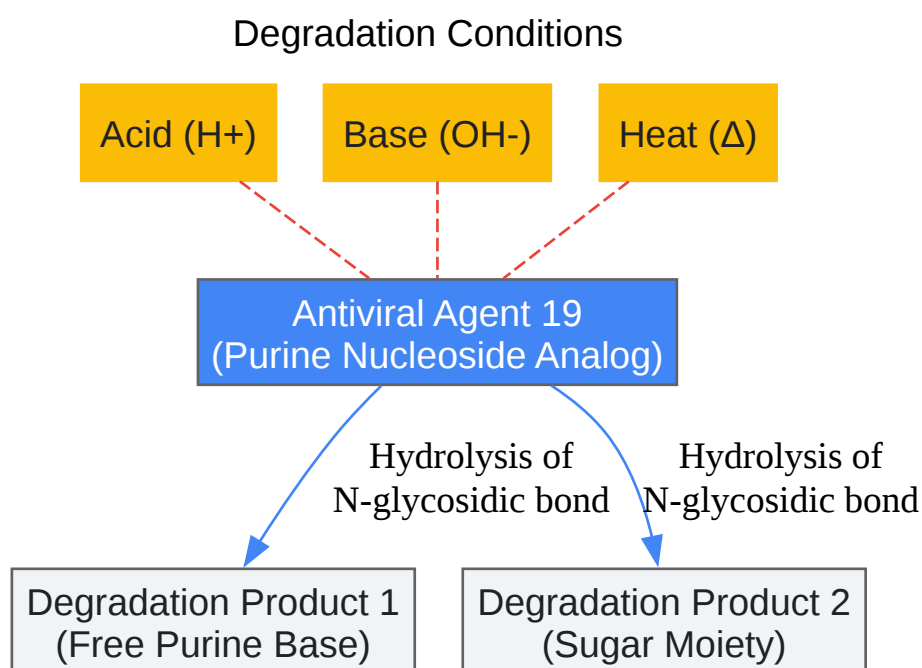 Degradation Conditions
Acid (H+)
Base (OH-)
Heat (Δ)
Antiviral Agent 19
(Purine Nucleoside Analog)
Hydrolysis of
N-glycosidic bond
Hydrolysis of
N-glycosidic bond
Degradation Product 1
(Free Purine Base)
Degradation Product 2
(Sugar Moiety)